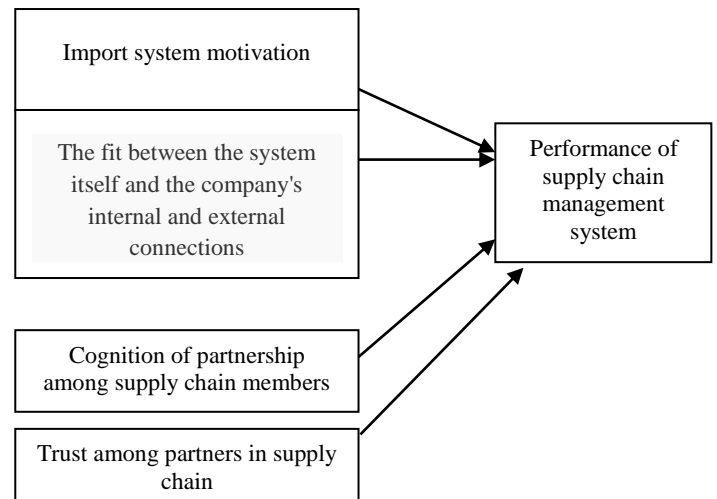 Import system motivation
The fit between the system
itself and the company's
internal and external
connections
Performance of
supply chain
management
system
Cognition of partnership
among supply chain members
Trust among partners in supply
chain